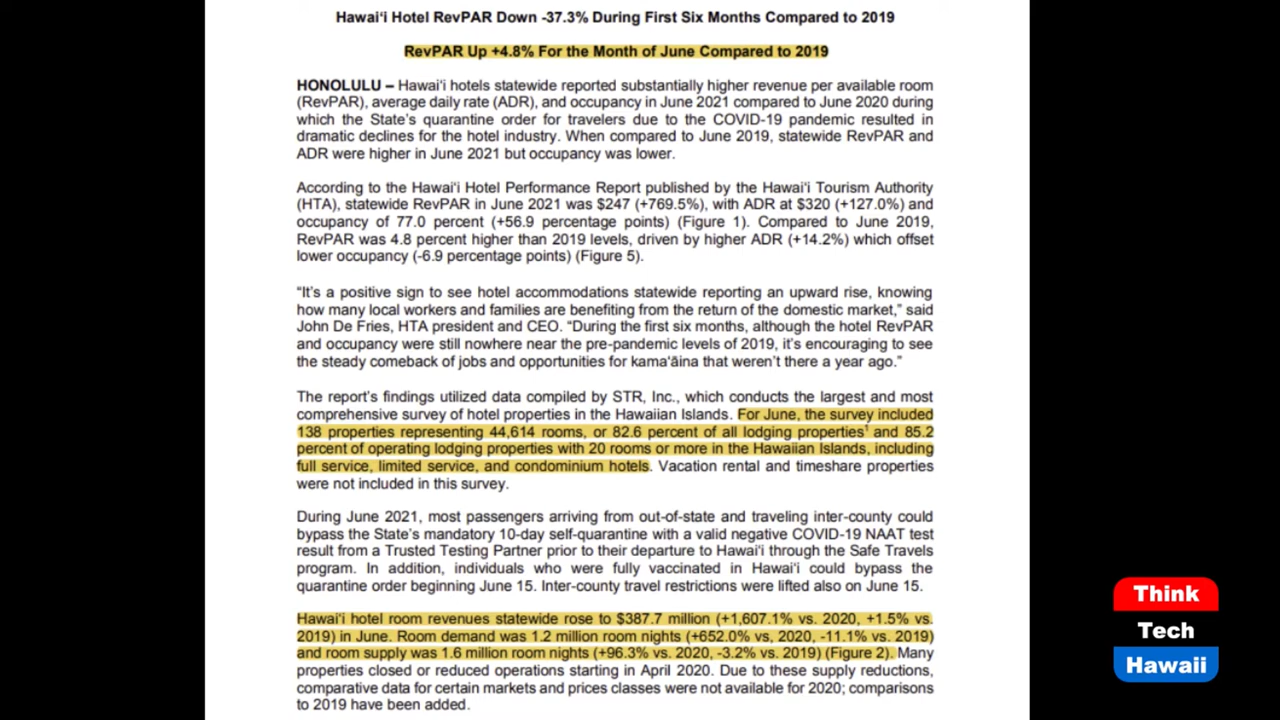 Hawai‘i Hotel RevPAR Down -37.3% During First Six Months Compared to 2019
RevPAR Up +4.8% For the Month of June Compared to 2019
HONOLULU – Hawai‘i hotels statewide reported substantially higher revenue per available room
(RevPAR), average daily rate (ADR), and occupancy in June 2021 compared to June 2020 during
which the State’s quarantine order for travelers due to the COVID-19 pandemic resulted in
dramatic declines for the hotel industry. When compared to June 2019, statewide RevPAR and
ADR were higher in June 2021 but occupancy was lower.
According to the Hawai‘i Hotel Performance Report published by the Hawai‘i Tourism Authority
(HTA), statewide RevPAR in June 2021 was $247 (+769.5%), with ADR at $320 (+127.0%) and
occupancy of 77.0 percent (+56.9 percentage points) (Figure 1). Compared to June 2019,
RevPAR was 4.8 percent higher than 2019 levels, driven by higher ADR (+14.2%) which offset
lower occupancy (-6.9 percentage points) (Figure 5).
“It’s a positive sign to see hotel accommodations statewide reporting an upward rise, knowing
how many local workers and families are benefiting from the return of the domestic market,” said
John De Fries, HTA president and CEO. “During the first six months, although the hotel RevPAR
and occupancy were still nowhere near the pre-pandemic levels of 2019, it’s encouraging to see
the steady comeback of jobs and opportunities for kama‘āina that weren’t there a year ago.”
The report’s findings utilized data compiled by STR, Inc., which conducts the largest and most
comprehensive survey of hotel properties in the Hawaiian Islands. For June, the survey included
138 properties representing 44,614 rooms, or 82.6 percent of all lodging properties¹ and 85.2
percent of operating lodging properties with 20 rooms or more in the Hawaiian Islands, including
full service, limited service, and condominium hotels. Vacation rental and timeshare properties
were not included in this survey.
During June 2021, most passengers arriving from out-of-state and traveling inter-county could
bypass the State’s mandatory 10-day self-quarantine with a valid negative COVID-19 NAAT test
result from a Trusted Testing Partner prior to their departure to Hawai‘i through the Safe Travels
program. In addition, individuals who were fully vaccinated in Hawai‘i could bypass the
quarantine order beginning June 15. Inter-county travel restrictions were lifted also on June 15.
Hawai‘i hotel room revenues statewide rose to $387.7 million (+1,607.1% vs. 2020, +1.5% vs.
2019) in June. Room demand was 1.2 million room nights (+652.0% vs, 2020, -11.1% vs. 2019)
and room supply was 1.6 million room nights (+96.3% vs. 2020, -3.2% vs. 2019) (Figure 2). Many
properties closed or reduced operations starting in April 2020. Due to these supply reductions,
comparative data for certain markets and prices classes were not available for 2020; comparisons
to 2019 have been added.
Think
Tech
Hawaii